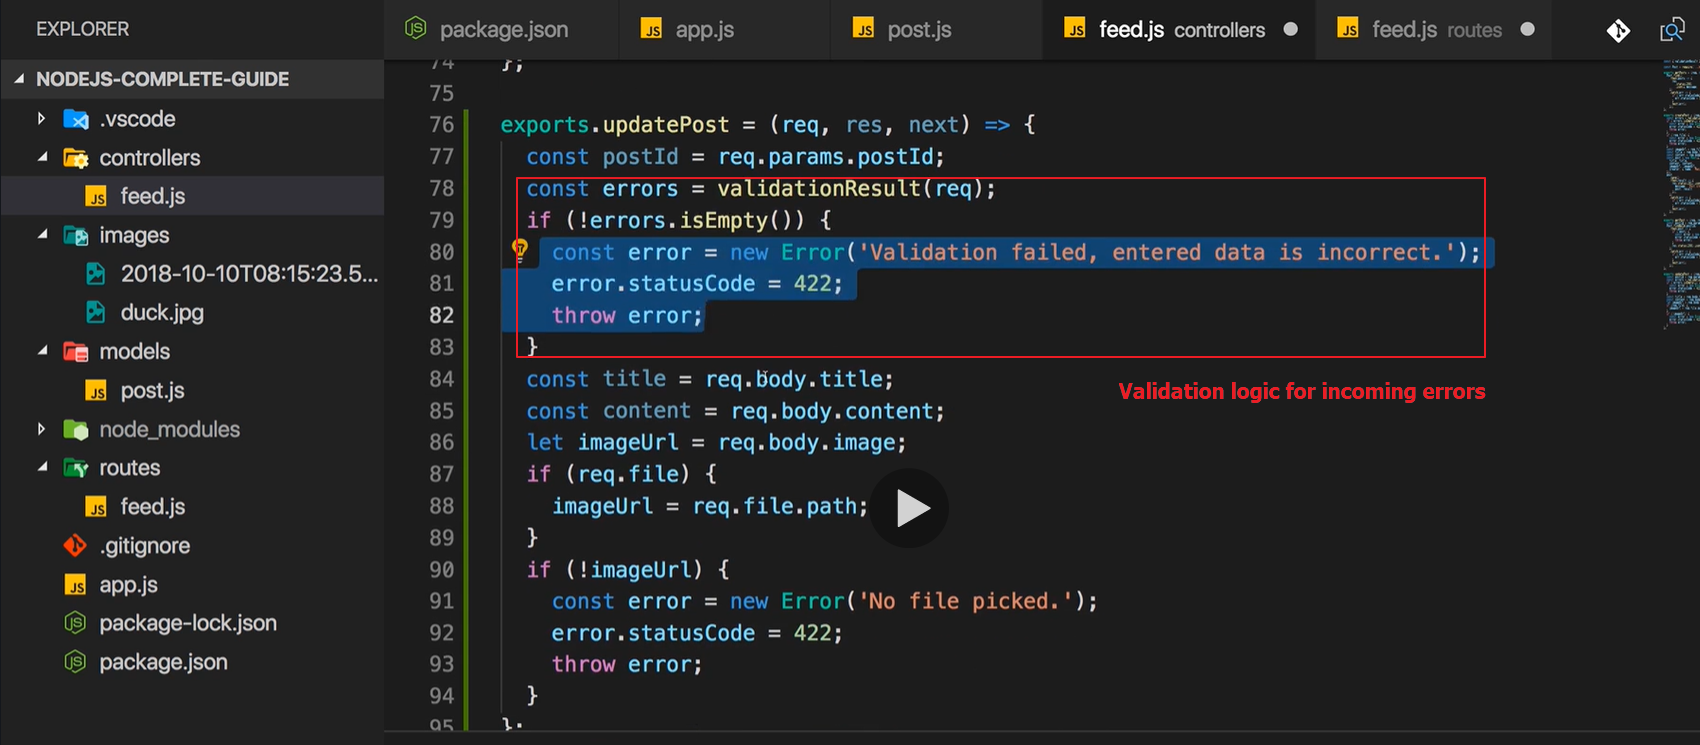 EXPLORER
package.json
app.js
post.js
feed.js controllers
feed.js routes
NODEJS-COMPLETE-GUIDE
.vscode
controllers
feed.js
images
2018-10-10T08:15:23.5...
duck.jpg
models
post.js
node_modules
routes
feed.js
.gitignore
app.js
package-lock.json
package.json
74 };
75
76 exports.updatePost = (req, res, next) => {
77 const postId = req.params.postId;
78 const errors = validationResult(req);
79 if (!errors.isEmpty()) {
80 const error = new Error('Validation failed, entered data is incorrect.');
81 error.statusCode = 422;
82 throw error;
83 }
84 const title = req.body.title;
85 const content = req.body.content;
86 let imageUrl = req.body.image;
87 if (req.file) {
88 imageUrl = req.file.path;
89 }
90 if (!imageUrl) {
91 const error = new Error('No file picked.');
92 error.statusCode = 422;
93 throw error;
94 }
95 };
Validation logic for incoming errors